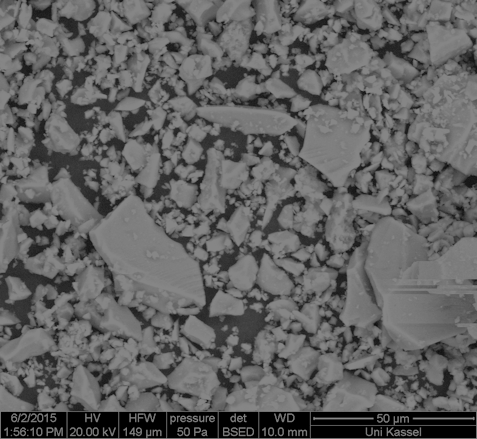 6/2/2015 HV HFW pressure det WD 50 µm
1:56:10 PM 20.00 kV 149 µm 50 Pa BSED 10.0 mm Uni Kassel